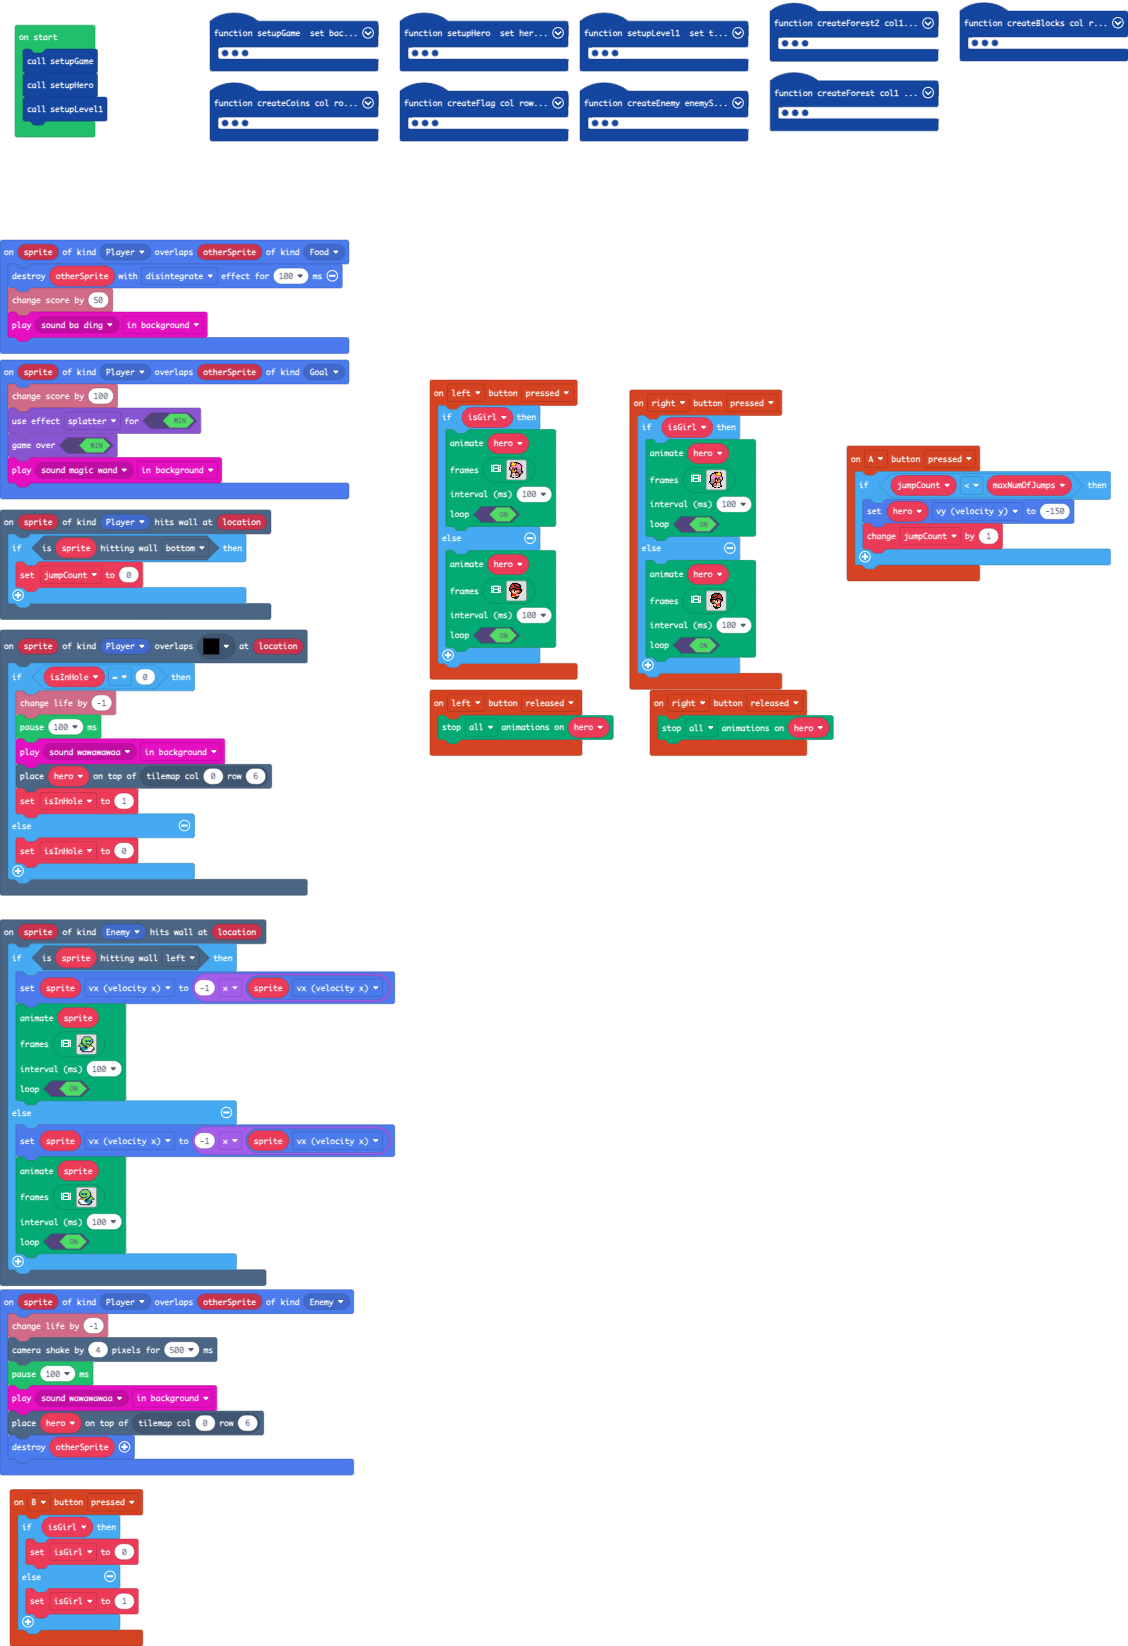 on start
call setupGame
call setupHero
call setupLevel1
function setupGame set bac...
function setupHero set her...
function setupLevel1 set t...
function createForest2 col1...
function createBlocks col r...
function createCoins col ro...
function createFlag col row...
function createEnemy enemyS...
function createForest col1 ...
on sprite of kind Player overlaps otherSprite of kind Food
destroy otherSprite with disintegrate effect for 100 ms
change score by 50
play sound ba ding in background
on sprite of kind Player overlaps otherSprite of kind Goal
change score by 100
use effect splatter for WIN
game over WIN
play sound magic wand in background
on sprite of kind Player hits wall at location
if is sprite hitting wall bottom then
set jumpCount to 0
on sprite of kind Player overlaps at location
if isInHole = 0 then
change life by -1
pause 100 ms
play sound wawawawaa in background
place hero on top of tilemap col 0 row 6
set isInHole to 1
else
set isInHole to 0
on sprite of kind Enemy hits wall at location
if is sprite hitting wall left then
set sprite vx (velocity x) to -1 × sprite vx (velocity x)
animate sprite
frames
interval (ms) 100
loop ON
else
set sprite vx (velocity x) to -1 × sprite vx (velocity x)
animate sprite
frames
interval (ms) 100
loop ON
on sprite of kind Player overlaps otherSprite of kind Enemy
change life by -1
camera shake by 4 pixels for 500 ms
pause 100 ms
play sound wawawawaa in background
place hero on top of tilemap col 0 row 6
destroy otherSprite
on B button pressed
if isGirl then
set isGirl to 0
else
set isGirl to 1
on left button pressed
if isGirl then
animate hero
frames
interval (ms) 100
loop ON
else
animate hero
frames
interval (ms) 100
loop ON
on left button released
stop all animations on hero
on right button pressed
if isGirl then
animate hero
frames
interval (ms) 100
loop ON
else
animate hero
frames
interval (ms) 100
loop ON
on right button released
stop all animations on hero
on A button pressed
if jumpCount < maxNumOfJumps then
set hero vy (velocity y) to -150
change jumpCount by 1